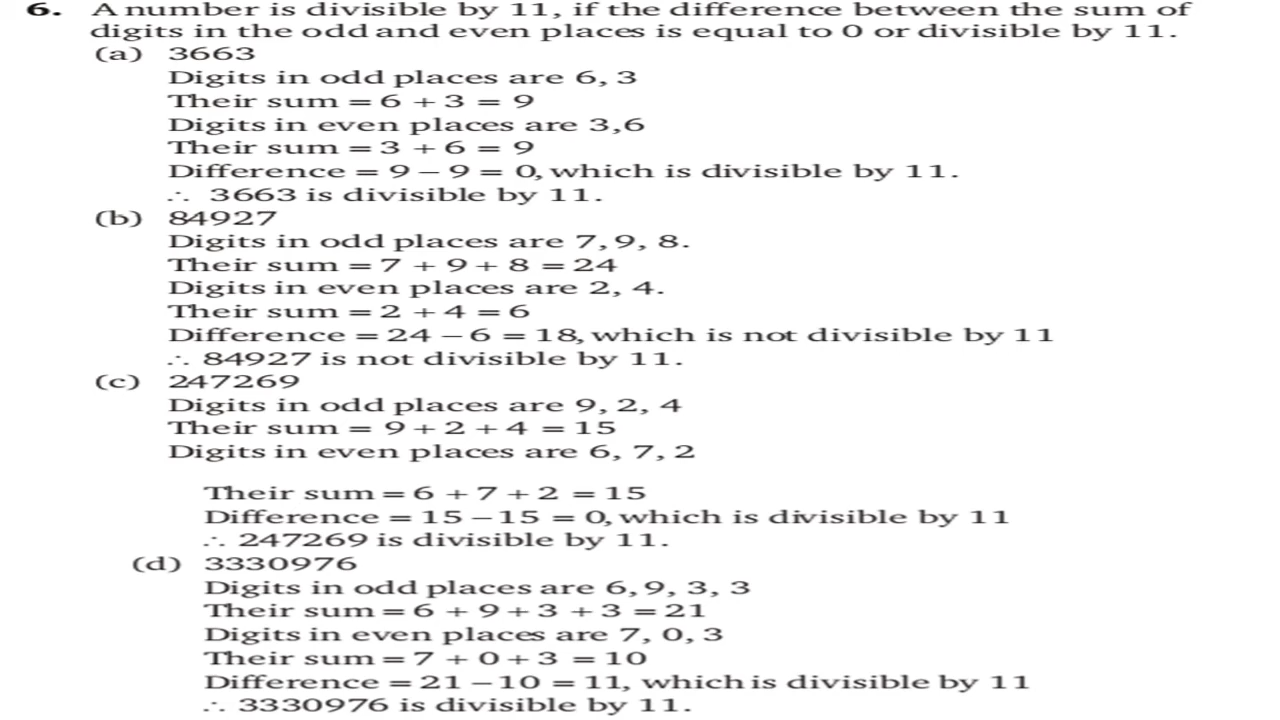 6. A number is divisible by 11, if the difference between the sum of
digits in the odd and even places is equal to 0 or divisible by 11.
(a) 3663
Digits in odd places are 6, 3
Their sum = 6 + 3 = 9
Digits in even places are 3,6
Their sum = 3 + 6 = 9
Difference = 9 – 9 = 0, which is divisible by 11.
∴ 3663 is divisible by 11.
(b) 84927
Digits in odd places are 7, 9, 8.
Their sum = 7 + 9 + 8 = 24
Digits in even places are 2, 4.
Their sum = 2 + 4 = 6
Difference = 24 – 6 = 18, which is not divisible by 11
∴ 84927 is not divisible by 11.
(c) 247269
Digits in odd places are 9, 2, 4
Their sum = 9 + 2 + 4 = 15
Digits in even places are 6, 7, 2
Their sum = 6 + 7 + 2 = 15
Difference = 15 – 15 = 0, which is divisible by 11
∴ 247269 is divisible by 11.
(d) 3330976
Digits in odd places are 6, 9, 3, 3
Their sum = 6 + 9 + 3 + 3 = 21
Digits in even places are 7, 0, 3
Their sum = 7 + 0 + 3 = 10
Difference = 21 – 10 = 11, which is divisible by 11
∴ 3330976 is divisible by 11.